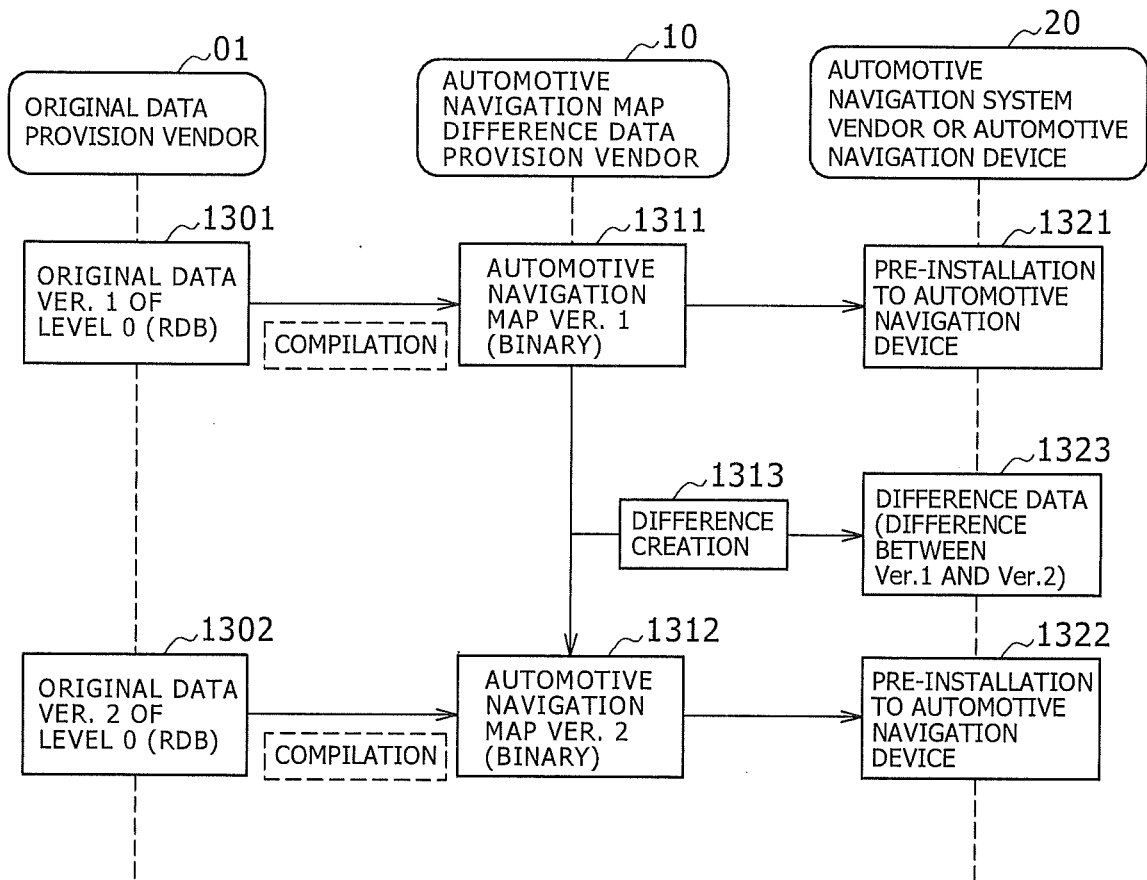 01
ORIGINAL DATA
PROVISION VENDOR
10
AUTOMOTIVE
NAVIGATION MAP
DIFFERENCE DATA
PROVISION VENDOR
20
AUTOMOTIVE
NAVIGATION SYSTEM
VENDOR OR AUTOMOTIVE
NAVIGATION DEVICE
1301
ORIGINAL DATA
VER. 1 OF
LEVEL 0 (RDB)
COMPILATION
1311
AUTOMOTIVE
NAVIGATION
MAP VER. 1
(BINARY)
1321
PRE-INSTALLATION
TO AUTOMOTIVE
NAVIGATION
DEVICE
1313
DIFFERENCE
CREATION
1323
DIFFERENCE DATA
(DIFFERENCE
BETWEEN
Ver.1 AND Ver.2)
1302
ORIGINAL DATA
VER. 2 OF
LEVEL 0 (RDB)
COMPILATION
1312
AUTOMOTIVE
NAVIGATION
MAP VER. 2
(BINARY)
1322
PRE-INSTALLATION
TO AUTOMOTIVE
NAVIGATION
DEVICE